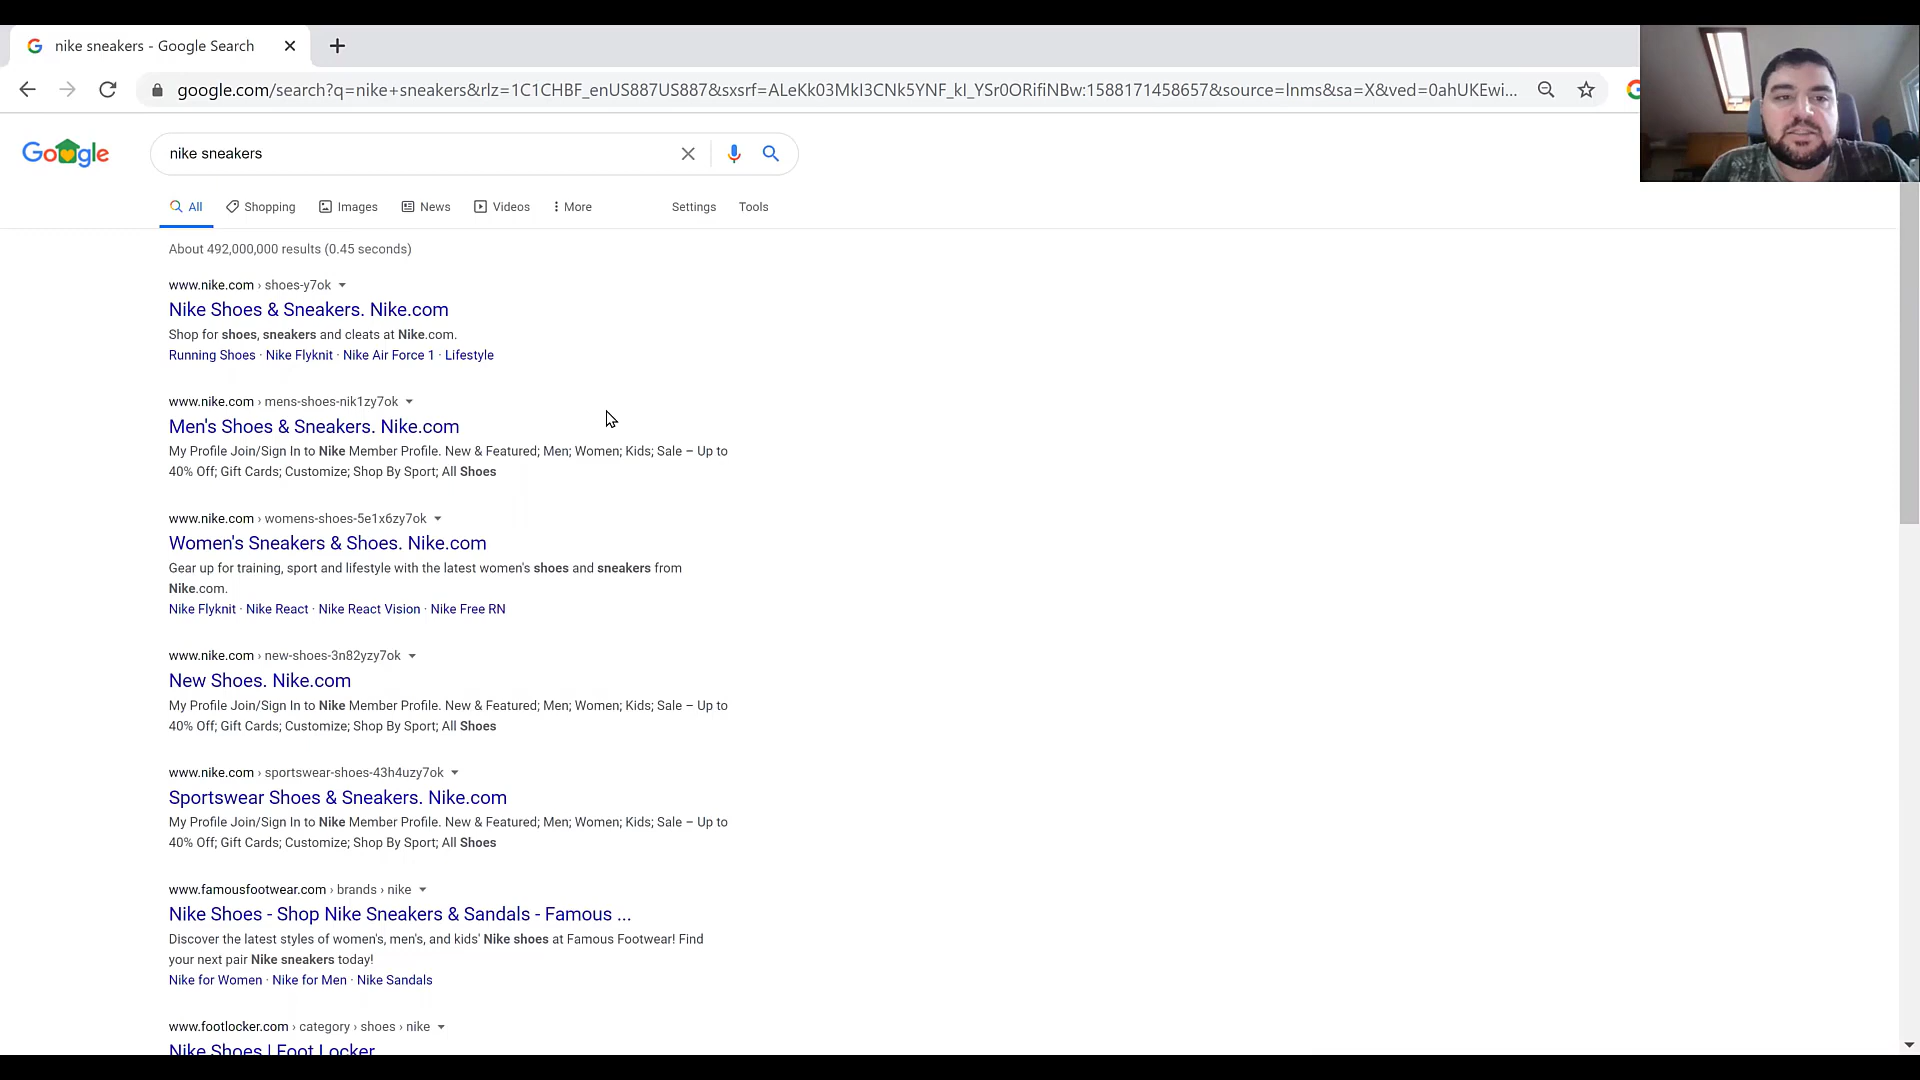 nike sneakers - Google Search
google.com/search?q=nike+sneakers&rlz=1C1CHBF_enUS887US887&sxsrf=ALeKk03MkI3CNk5YNF_kI_YSr0ORifiNBw:1588171458657&source=lnms&sa=X&ved=0ahUKEwi...
Google
nike sneakers
All Shopping Images News Videos More Settings Tools
About 492,000,000 results (0.45 seconds)
www.nike.com › shoes-y7ok
Nike Shoes & Sneakers. Nike.com
Shop for shoes, sneakers and cleats at Nike.com.
Running Shoes · Nike Flyknit · Nike Air Force 1 · Lifestyle
www.nike.com › mens-shoes-nik1zy7ok
Men's Shoes & Sneakers. Nike.com
My Profile Join/Sign In to Nike Member Profile. New & Featured; Men; Women; Kids; Sale – Up to
40% Off; Gift Cards; Customize; Shop By Sport; All Shoes
www.nike.com › womens-shoes-5e1x6zy7ok
Women's Sneakers & Shoes. Nike.com
Gear up for training, sport and lifestyle with the latest women's shoes and sneakers from
Nike.com.
Nike Flyknit · Nike React · Nike React Vision · Nike Free RN
www.nike.com › new-shoes-3n82yzy7ok
New Shoes. Nike.com
My Profile Join/Sign In to Nike Member Profile. New & Featured; Men; Women; Kids; Sale – Up to
40% Off; Gift Cards; Customize; Shop By Sport; All Shoes
www.nike.com › sportswear-shoes-43h4uzy7ok
Sportswear Shoes & Sneakers. Nike.com
My Profile Join/Sign In to Nike Member Profile. New & Featured; Men; Women; Kids; Sale – Up to
40% Off; Gift Cards; Customize; Shop By Sport; All Shoes
www.famousfootwear.com › brands › nike
Nike Shoes - Shop Nike Sneakers & Sandals - Famous ...
Discover the latest styles of women's, men's, and kids' Nike shoes at Famous Footwear! Find
your next pair Nike sneakers today!
Nike for Women · Nike for Men · Nike Sandals
www.footlocker.com › category › shoes › nike
Nike Shoes | Foot Locker